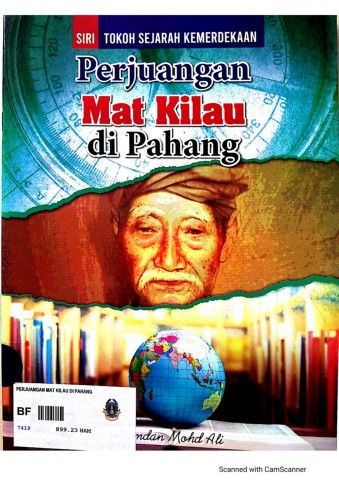 SIRI TOKOH SEJARAH KEMERDEKAAN
Perjuangan
Mat Kilau
di Pahang
PERJUANGAN MAT KILAU DI PAHANG
BF
7419 899.23 HAM
Mohd Ali
Scanned with CamScanner